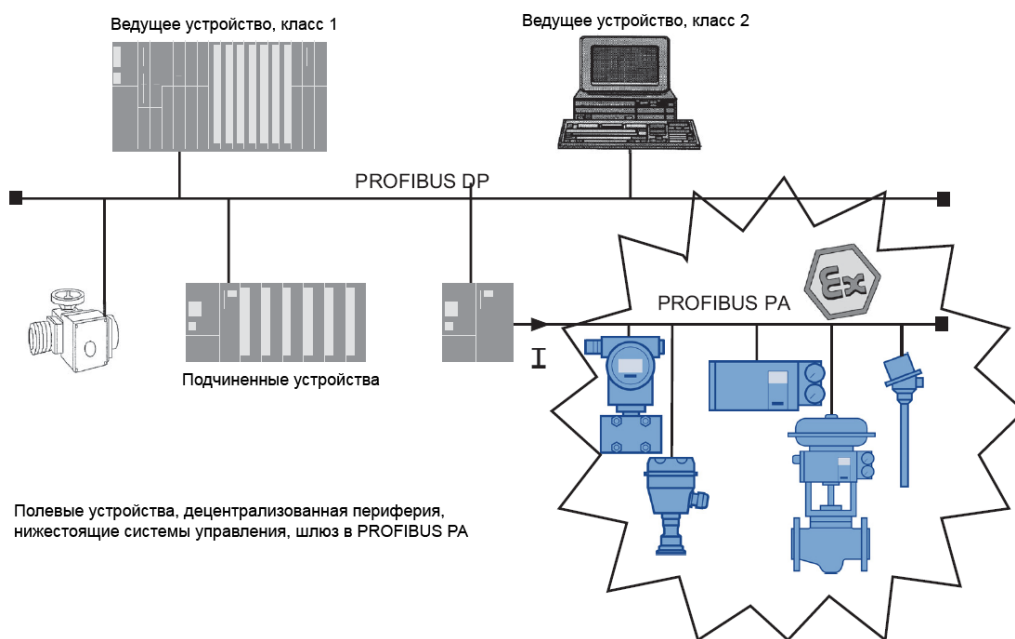 Ведущее устройство, класс 1
Ведущее устройство, класс 2
PROFIBUS DP
Ex
PROFIBUS PA
I
Подчиненные устройства
Полевые устройства, децентрализованная периферия,
нижестоящие системы управления, шлюз в PROFIBUS PA